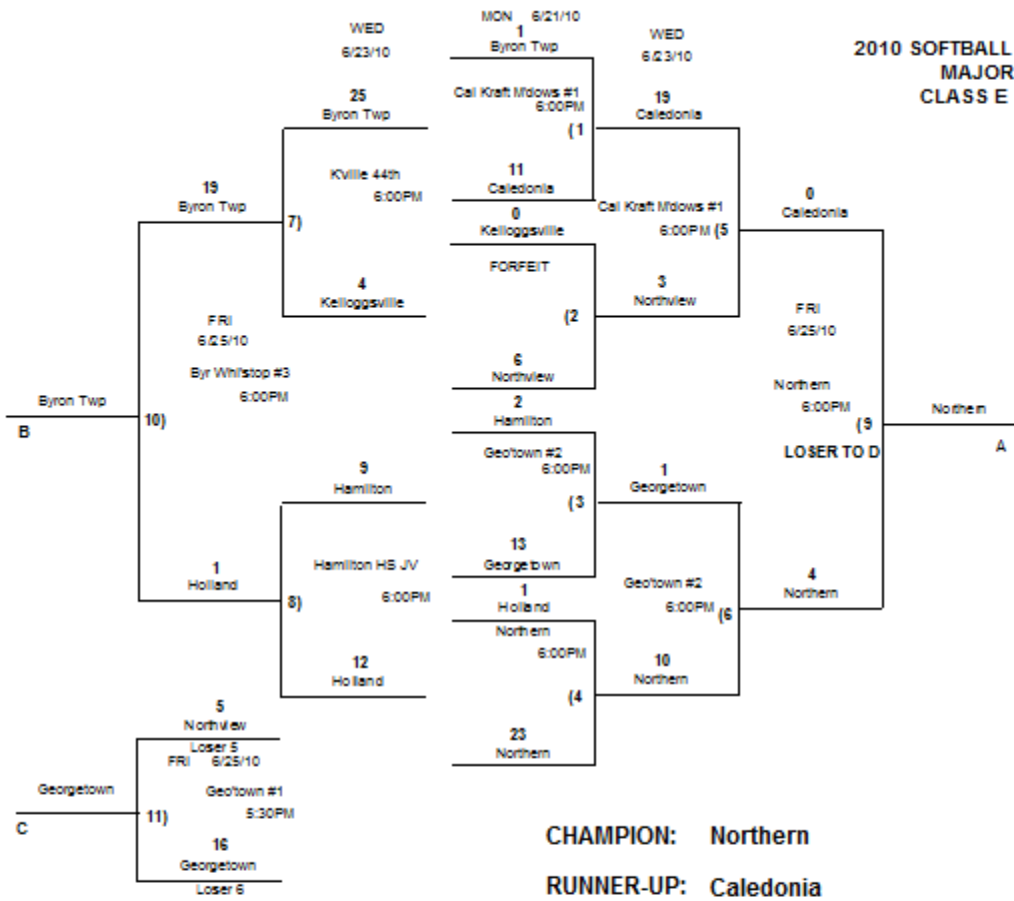 MON 6/21/10
WED
6/23/10
1
Byron Twp
WED
6/23/10
2010 SOFTBALL
MAJOR
CLASS E
25
Byron Twp
Cal Kraft M'dows #1
6:00PM
(1
19
Caledonia
K'ville 44th
6:00PM
11
Caledonia
19
Byron Twp
7)
0
Kelloggsville
Cal Kraft M'dows #1
6:00PM (5
0
Caledonia
4
Kelloggsville
FORFEIT
(2
3
Northview
FRI
6/25/10
Byr Whl'stop #3
6:00PM
6
Northview
FRI
6/25/10
Northern
6:00PM
(9
LOSER TO D
Byron Twp
B
10)
2
Hamilton
Northern
A
9
Hamilton
Geo'town #2
6:00PM
(3
1
Georgetown
13
Georgetown
1
Holland
8)
Hamilton HS JV
6:00PM
1
Holland
Geo'town #2
6:00PM
(6
4
Northern
Northern
6:00PM
(4
12
Holland
10
Northern
23
Northern
5
Northview
Loser 5
FRI 6/25/10
Georgetown
C
11)
Geo'town #1
5:30PM
16
Georgetown
Loser 6
CHAMPION: Northern
RUNNER-UP: Caledonia